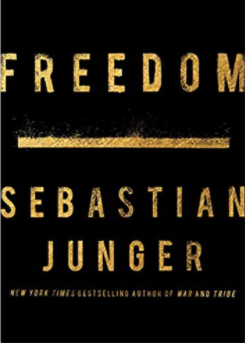 FREEDOM
SEBASTIAN
JUNGER
NEW YORK TIMES BESTSELLING AUTHOR OF WAR AND TRIBE